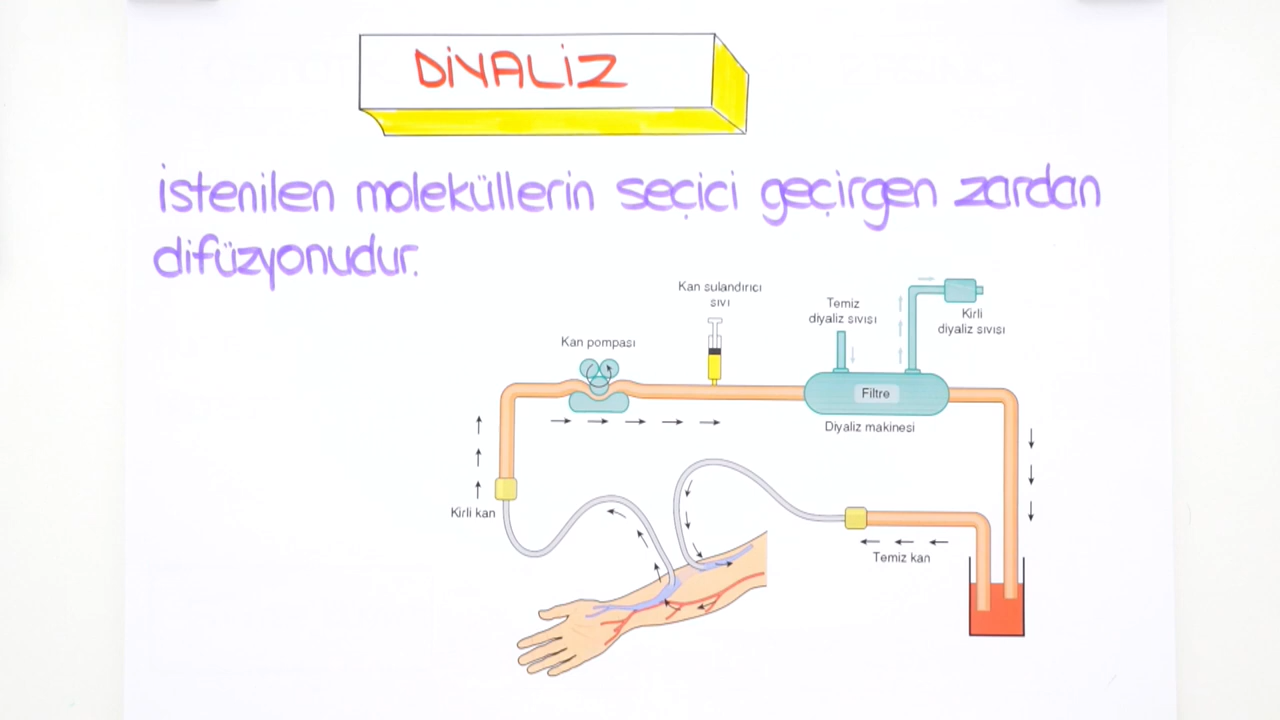 DİYALİZ
istenilen moleküllerin seçici geçirgen zardan
difüzyonudur.
Kan sulandırıcı
sıvı
Temiz
diyaliz sıvısı
Kirli
diyaliz sıvısı
Kan pompası
Filtre
Diyaliz makinesi
Kirli kan
Temiz kan